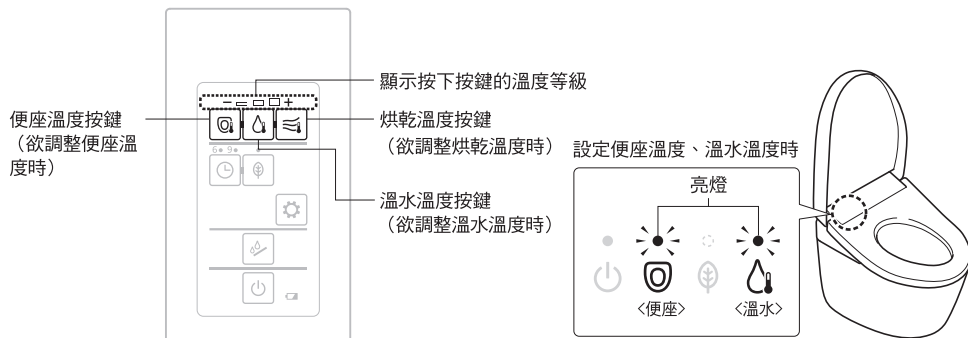 顯示按下按鍵的溫度等級
便座溫度按鍵
（欲調整便座溫
度時）
烘乾溫度按鍵
（欲調整烘乾溫度時）
6 9
溫水溫度按鍵
（欲調整溫水溫度時）
設定便座溫度、溫水溫度時
亮燈
<便座>
<溫水>